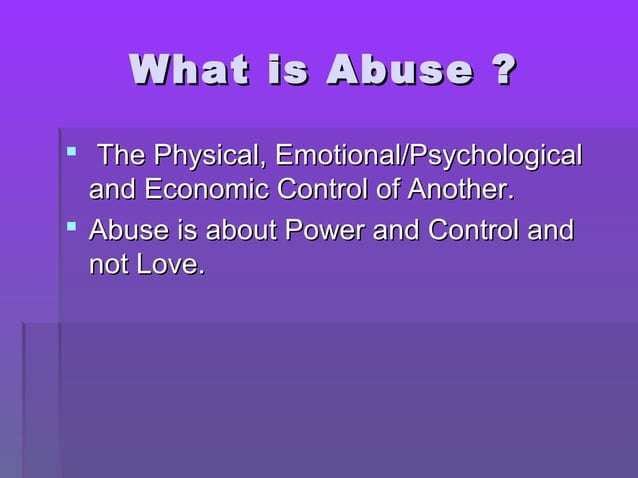 What is Abuse ?
The Physical, Emotional/Psychological
and Economic Control of Another.
Abuse is about Power and Control and
not Love.